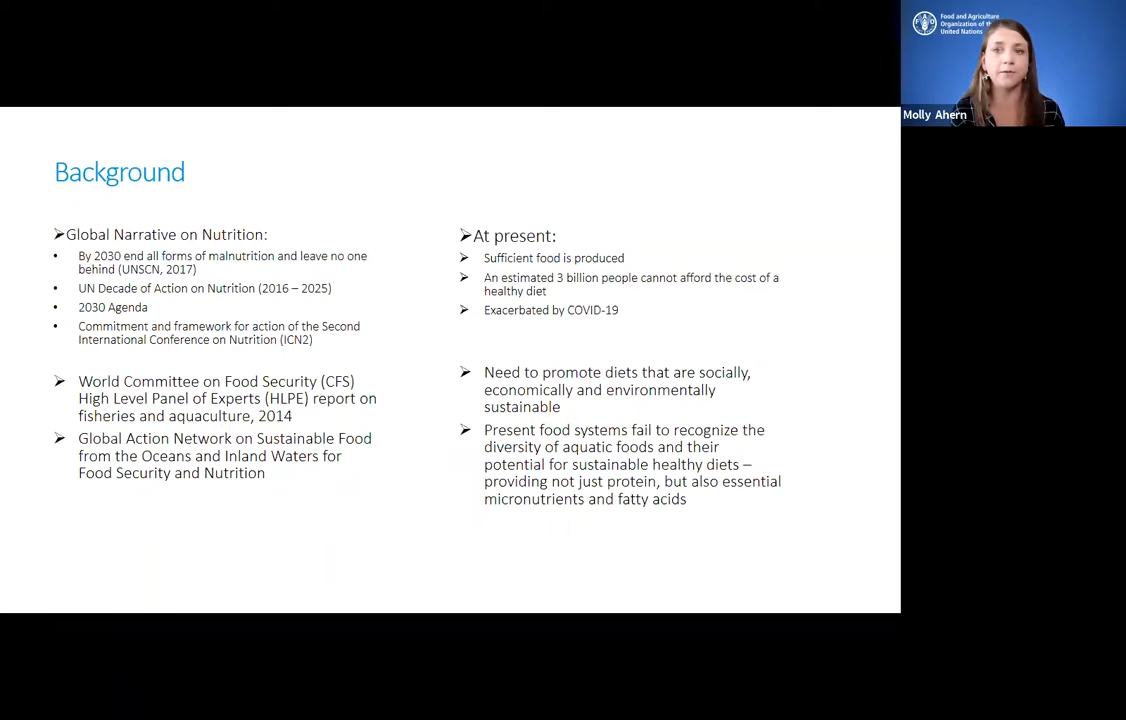 Food and Agriculture
Organization of the
United Nations
Molly Ahern
Background
➢Global Narrative on Nutrition:
• By 2030 end all forms of malnutrition and leave no one
behind (UNSCN, 2017)
• UN Decade of Action on Nutrition (2016 – 2025)
• 2030 Agenda
• Commitment and framework for action of the Second
International Conference on Nutrition (ICN2)
➢ World Committee on Food Security (CFS)
High Level Panel of Experts (HLPE) report on
fisheries and aquaculture, 2014
➢ Global Action Network on Sustainable Food
from the Oceans and Inland Waters for
Food Security and Nutrition
➢At present:
➢ Sufficient food is produced
➢ An estimated 3 billion people cannot afford the cost of a
healthy diet
➢ Exacerbated by COVID-19
➢ Need to promote diets that are socially,
economically and environmentally
sustainable
➢ Present food systems fail to recognize the
diversity of aquatic foods and their
potential for sustainable healthy diets –
providing not just protein, but also essential
micronutrients and fatty acids